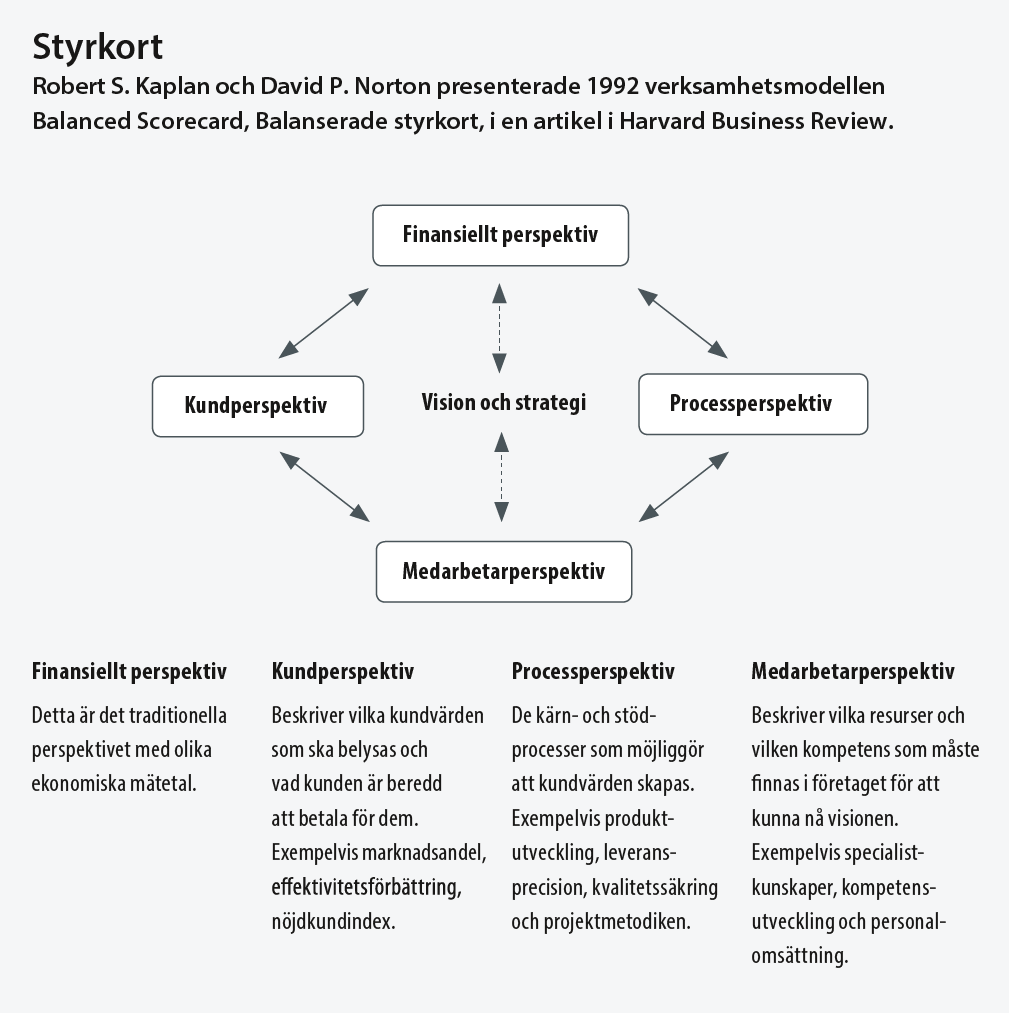 Styrkort
Robert S. Kaplan och David P. Norton presenterade 1992 verksamhetsmodellen
Balanced Scorecard, Balanserade styrkort, i en artikel i Harvard Business Review.
Finansiellt perspektiv
Kundperspektiv
Vision och strategi
Processperspektiv
Medarbetarperspektiv
Finansiellt perspektiv
Detta är det traditionella
perspektivet med olika
ekonomiska mätetal.
Kundperspektiv
Beskriver vilka kundvärden
som ska belysas och
vad kunden är beredd
att betala för dem.
Exempelvis marknadsandel,
effektivitetsförbättring,
nöjdkundindex.
Processperspektiv
De kärn- och stöd-
processer som möjliggör
att kundvärden skapas.
Exempelvis produkt-
utveckling, leverans-
precision, kvalitetssäkring
och projektmetodiken.
Medarbetarperspektiv
Beskriver vilka resurser och
vilken kompetens som måste
finnas i företaget för att
kunna nå visionen.
Exempelvis specialist-
kunskaper, kompetens-
utveckling och personal-
omsättning.